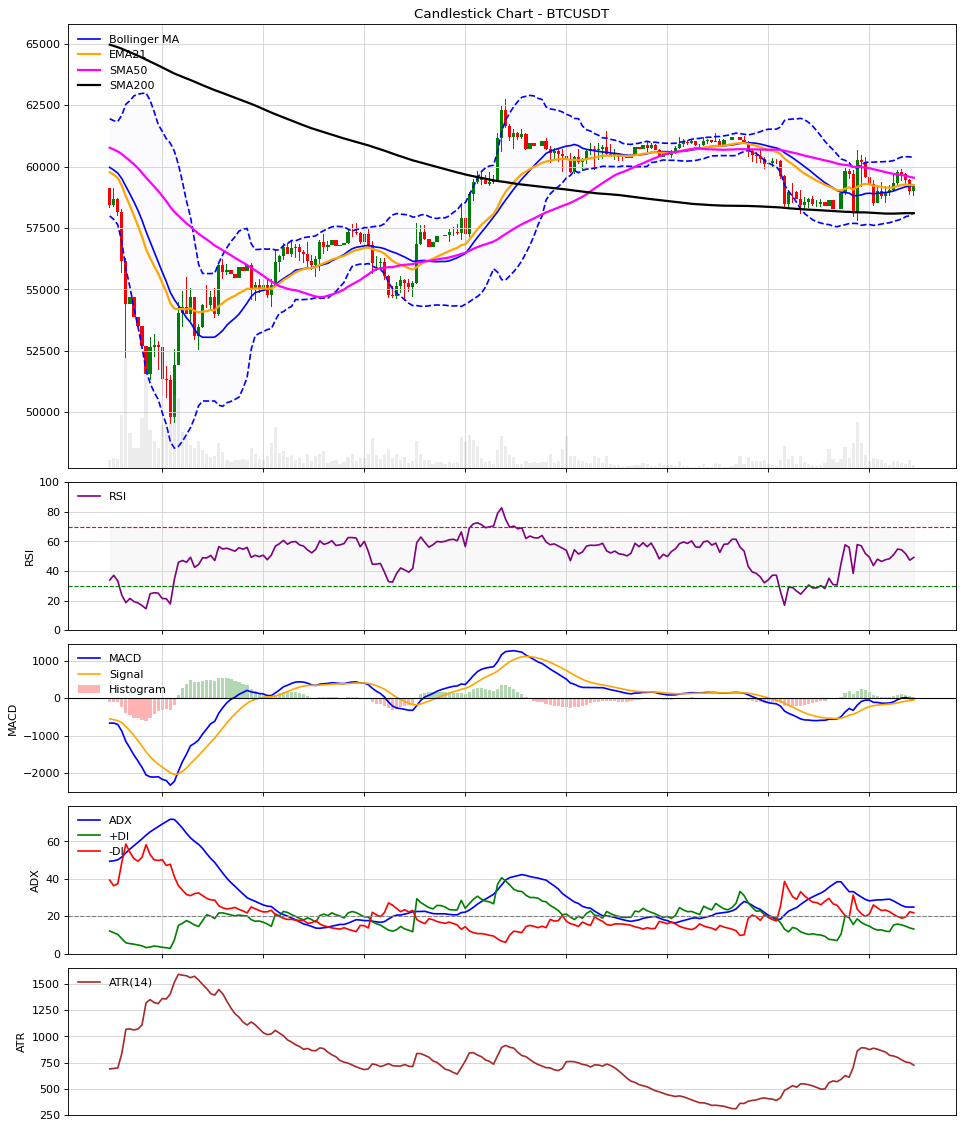 Candlestick Chart - BTCUSDT
65000
62500
60000
57500
55000
52500
50000
Bollinger MA
EMA21
SMA50
SMA200
100
80
60
40
20
0
RSI
RSI
1000
0
−1000
−2000
MACD
MACD
Signal
Histogram
60
40
20
0
ADX
ADX
+DI
-DI
1500
1250
1000
750
500
250
ATR
ATR(14)